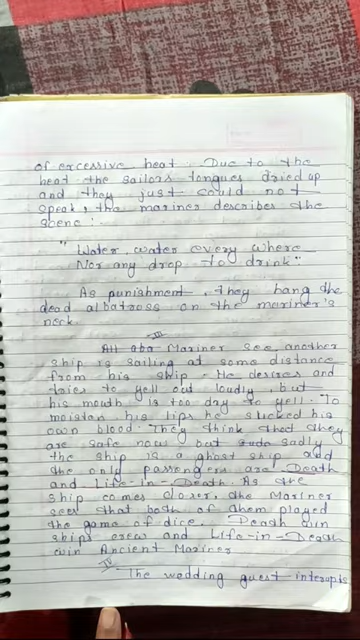 of excessive heat. Due to the
heat the sailors tongues dried up
and they just could not
speak, the mariner describes the
scene :-
"Water, water every where
Nor any drop to drink"
As punishment, they hang the
dead albatross on the mariner's
neck.
III
Mariner see another
ship is sailing at some distance
from his ship. He desires and
tries to yell out loudly, but
his mouth is too dry to yell. To
moistan his lips he sucked his
own blood. They think that they
are safe now but sadly
the ship is a ghost ship add
the only passengers are Death
and Life-in-Death. As the
ship comes closer, the Mariner
sees that both of them played
the game of dice. Death win
ships crew and Life-in-Death
win Ancient Mariner
IV
The wedding guest interupts